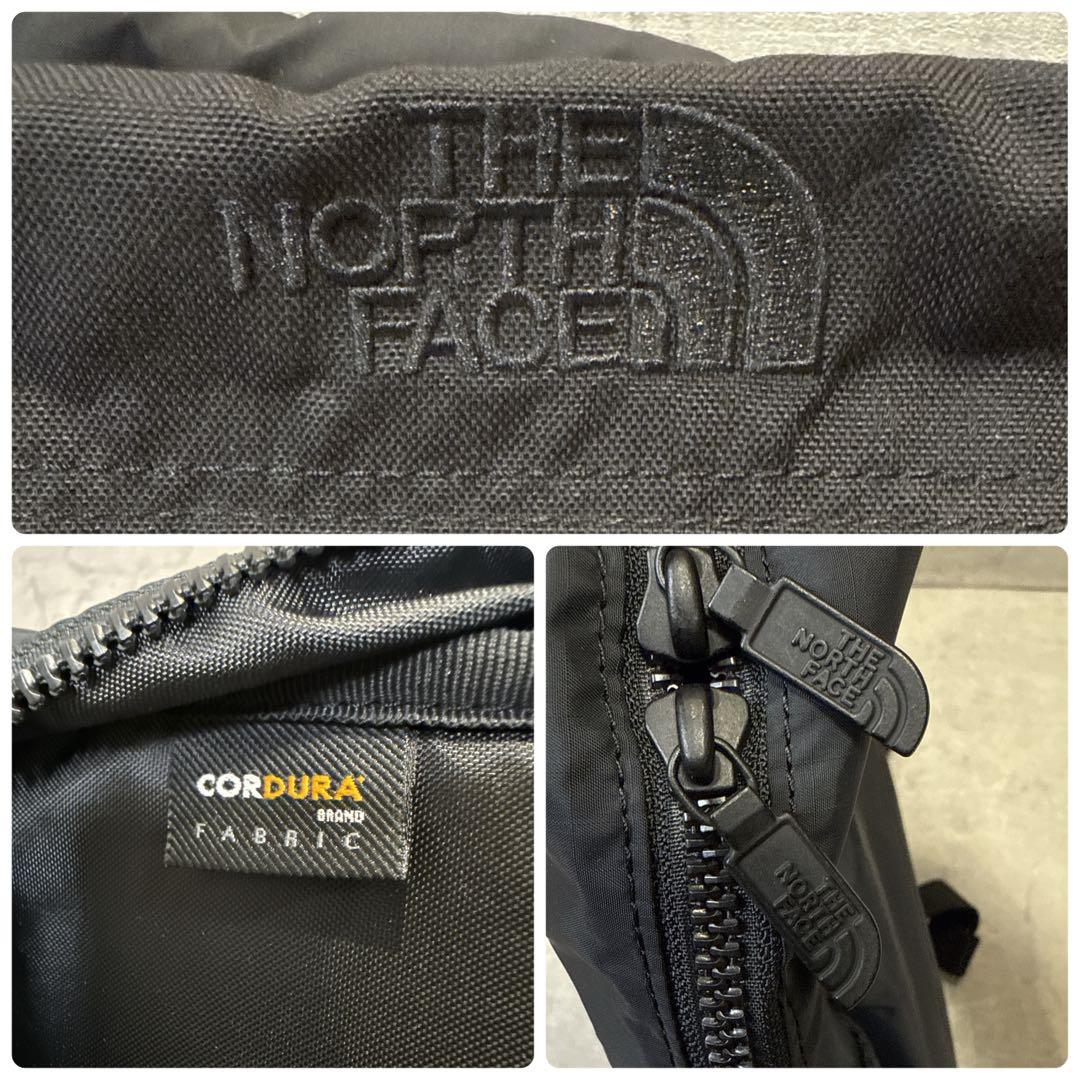 THE
NORTH
FACE
CORDURA
BRAND
FABRIC
THE
NORTH
FACE
THE
NORTH
FACE